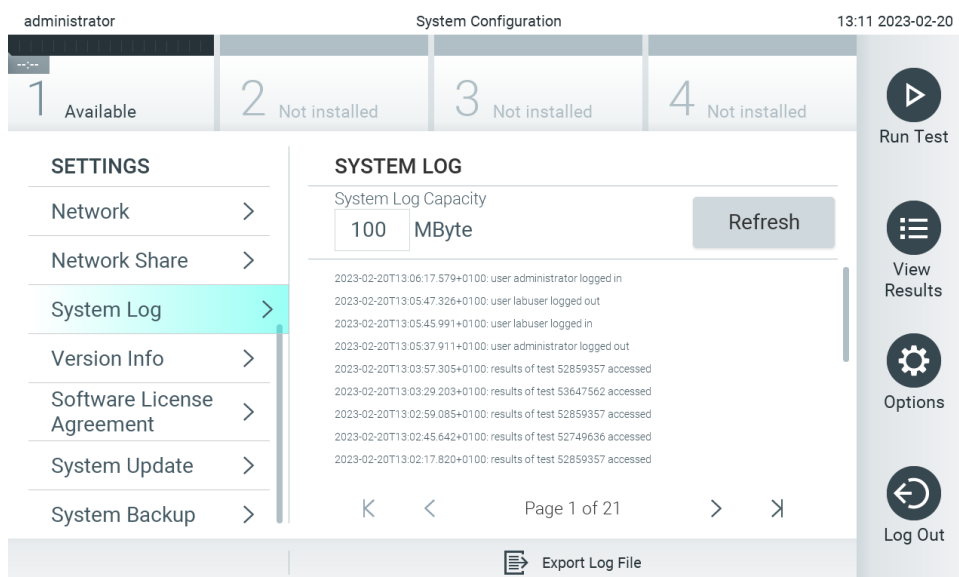 administrator System Configuration 13:11 2023-02-20
--:--
1 Available 2 Not installed 3 Not installed 4 Not installed
Run Test
SETTINGS
Network
Network Share
System Log
Version Info
Software License
Agreement
System Update
System Backup
SYSTEM LOG
System Log Capacity
100 MByte
Refresh
2023-02-20T13:06:17.579+0100: user administrator logged in
2023-02-20T13:05:47.326+0100: user labuser logged out
2023-02-20T13:05:45.991+0100: user labuser logged in
2023-02-20T13:05:37.911+0100: user administrator logged out
2023-02-20T13:03:57.305+0100: results of test 52859357 accessed
2023-02-20T13:03:29.203+0100: results of test 53647562 accessed
2023-02-20T13:02:59.085+0100: results of test 52859357 accessed
2023-02-20T13:02:45.642+0100: results of test 52749636 accessed
2023-02-20T13:02:17.820+0100: results of test 52859357 accessed
Page 1 of 21
Export Log File
View
Results
Options
Log Out